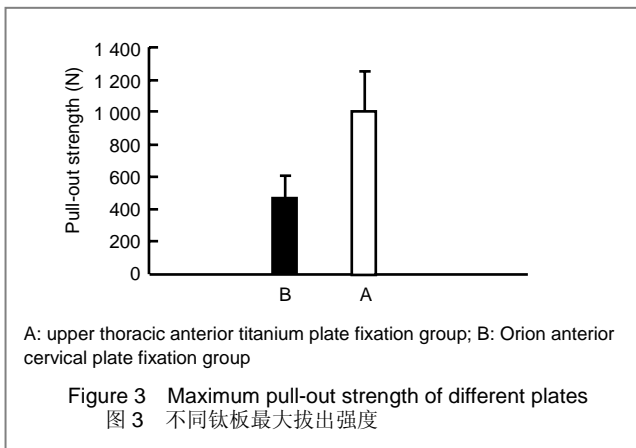 Pull-out strength (N)
1 400
1 200
1 000
800
600
400
200
0
B A
A: upper thoracic anterior titanium plate fixation group; B: Orion anterior
cervical plate fixation group
Figure 3 Maximum pull-out strength of different plates
图 3 不同钛板最大拔出强度